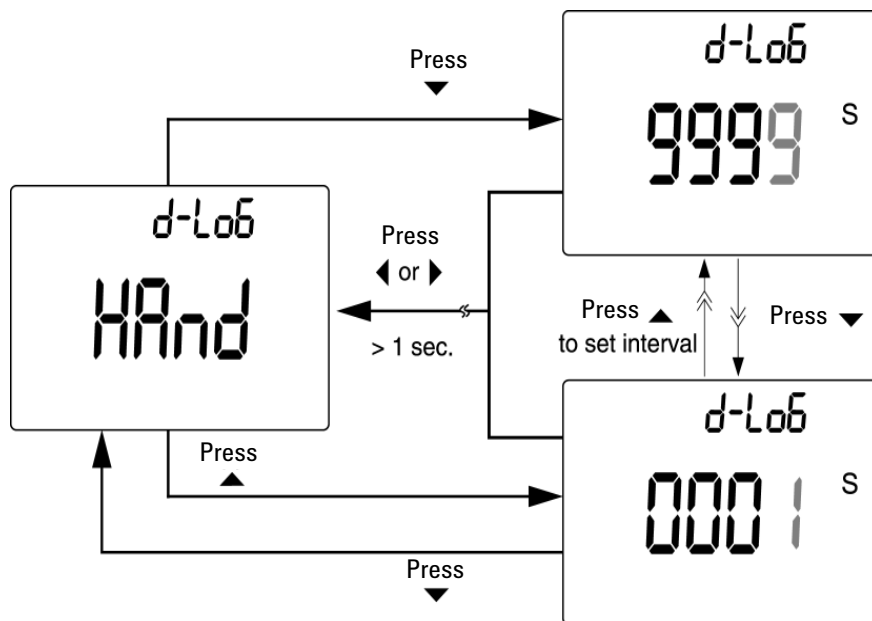 Press
d-LoG
9999 S
d-LoG
HAnd
Press
or
> 1 sec.
Press
to set interval
Press
d-LoG
0001 S
Press
Press